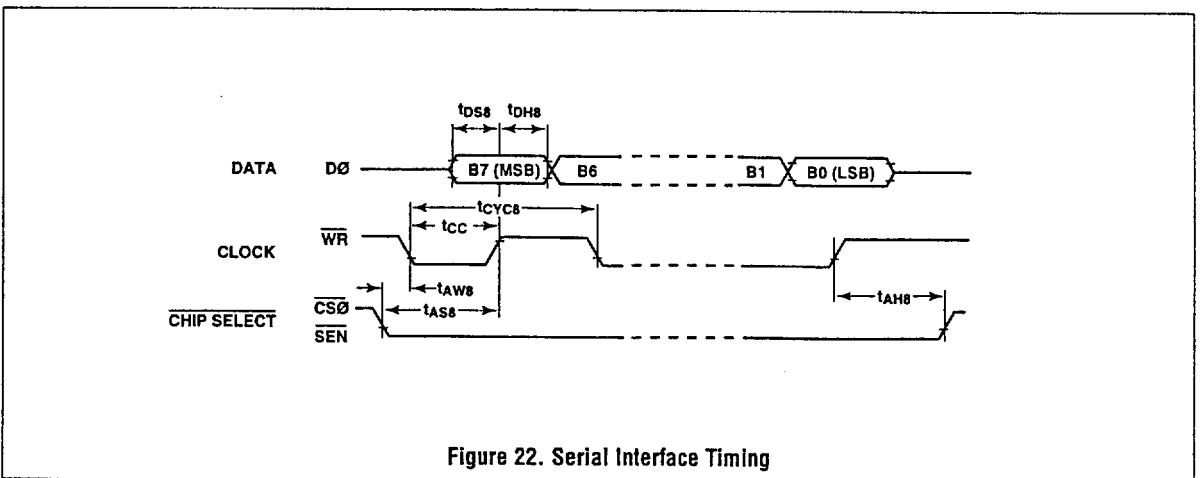 tDS8 tDH8
DATA DØ B7 (MSB) B6 B1 B0 (LSB)
tCYC8
tCC
CLOCK WR
tAW8
tAS8 tAH8
CHIP SELECT CSØ
SEN
Figure 22. Serial Interface Timing